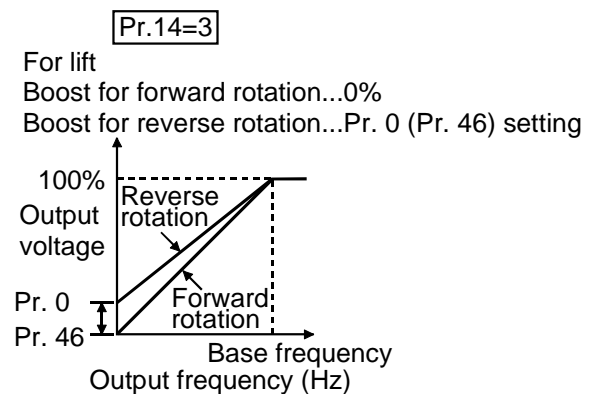 Pr.14=3
For lift
Boost for forward rotation...0%
Boost for reverse rotation...Pr. 0 (Pr. 46) setting
100%
Reverse
rotation
Output
voltage
Pr. 0
Forward
rotation
Pr. 46
Base frequency
Output frequency (Hz)